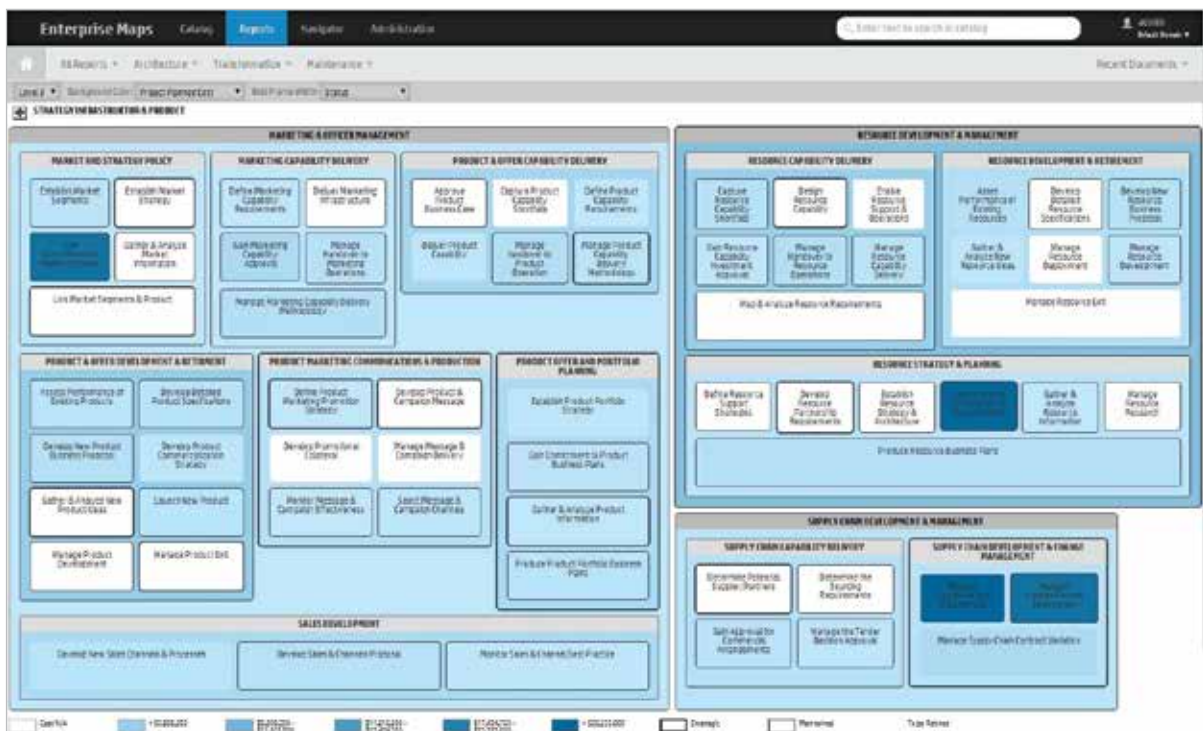 Enterprise Maps
Catalog
Reports
Navigator
Administration
Enter text to search in catalog
All Reports
Architecture
Transformation
Maintenance
Recent Documents
Status
STRATEGY INFRASTRUCTURE & PRODUCT
MARKETING & OFFER MANAGEMENT
MARKET AND STRATEGY POLICY
Establish Market
Segments
Establish Market
Strategy
Gather & Analyze
Market
Information
Link Market Segments & Product
MARKETING CAPABILITY DELIVERY
Define Marketing
Capability
Requirements
Deliver Marketing
Infrastructure
Gain Marketing
Capability
Approval
Manage
Handover to
Marketing
Operations
Manage Marketing Capability Delivery
Methodology
PRODUCT & OFFER CAPABILITY DELIVERY
Approve
Product
Business Case
Capture Product
Capability
Shortfalls
Define Product
Capability
Requirements
Deliver Product
Capability
Manage
Handover to
Product
Operation
Manage Product
Capability
Delivery
Methodology
PRODUCT & OFFER DEVELOPMENT & RETIREMENT
Assess Performance of
Existing Products
Develop Detailed
Product Specifications
Develop New Product
Business Proposal
Develop Product
Commercialization
Strategy
Gather & Analyze New
Product Ideas
Launch New Product
Manage Product
Development
Manage Product Exit
PRODUCT MARKETING COMMUNICATIONS & PRODUCTION
Define Product
Marketing Promotion
Strategy
Develop Product &
Campaign Message
Develop Promotional
Collateral
Manage Message &
Campaign Delivery
Monitor Message &
Campaign Effectiveness
Select Message &
Campaign Channels
PRODUCT OFFER AND PORTFOLIO
PLANNING
Establish Product Portfolio
Strategy
Gain Commitment to Product
Business Plans
Gather & Analyze Product
Information
Produce Product Portfolio Business
Plans
SALES DEVELOPMENT
Develop New Sales Channels & Processes
Develop Sales & Channels Proposal
Monitor Sales & Channel Best Practice
RESOURCE DEVELOPMENT & MANAGEMENT
RESOURCE CAPABILITY DELIVERY
Capture
Resource
Capability
Shortfalls
Design
Resource
Capability
Enable
Resource
Support &
Operations
Gain Resource
Capability
Investment
Approval
Manage
Handover to
Resource
Operations
Manage
Resource
Capability
Delivery
Map & Analyze Resource Requirements
RESOURCE DEVELOPMENT & RETIREMENT
Performance of
Existing
Resources
Develop
Detailed
Resource
Specifications
Develop New
Resource
Business
Proposal
Gather &
Analyze New
Resource Ideas
Manage
Resource
Deployment
Manage
Resource
Development
Manage Resource Exit
RESOURCE STRATEGY & PLANNING
Define Resource
Support
Strategies
Develop
Resource
Partnership
Requirements
Establish
Resource
Strategy &
Architecture
Gather &
Analyze
Resource
Information
Manage
Resource
Research
Produce Resource Business Plans
SUPPLY CHAIN DEVELOPMENT & MANAGEMENT
SUPPLY CHAIN CAPABILITY DELIVERY
Determine Potential
Supplier/Partners
Determine the
Sourcing
Requirements
Gain Approval for
Commercial
Arrangements
Manage the Tender
Decision Approval
SUPPLY CHAIN DEVELOPMENT & CHANGE
MANAGEMENT
Manage Supply Chain Contract Variation
Cost N/A
Strategic